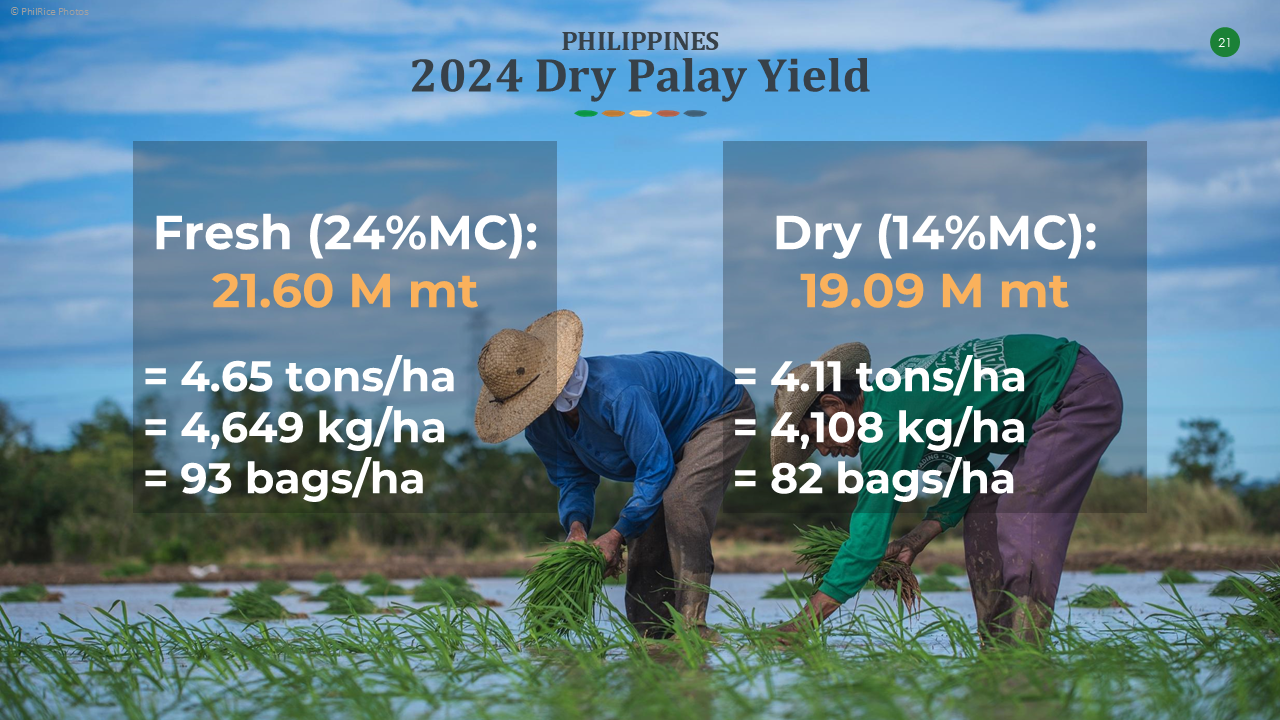 © PhilRice Photos
21
PHILIPPINES
2024 Dry Palay Yield
Fresh (24%MC):
21.60 M mt
= 4.65 tons/ha
= 4,649 kg/ha
= 93 bags/ha
Dry (14%MC):
19.09 M mt
= 4.11 tons/ha
= 4,108 kg/ha
= 82 bags/ha